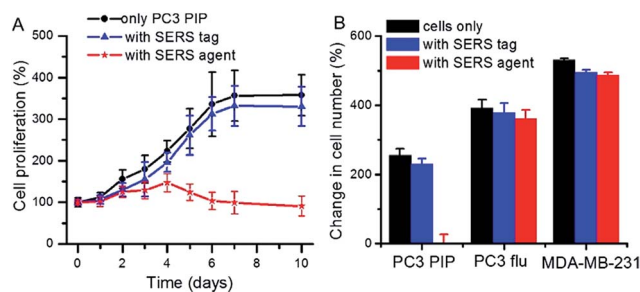 A
only PC3 PIP
with SERS tag
with SERS agent
Cell proliferation (%)
500
400
300
200
100
0
0 2 4 6 8 10
Time (days)
B
cells only
with SERS tag
with SERS agent
Change in cell number (%)
600
400
200
0
PC3 PIP PC3 flu MDA-MB-231